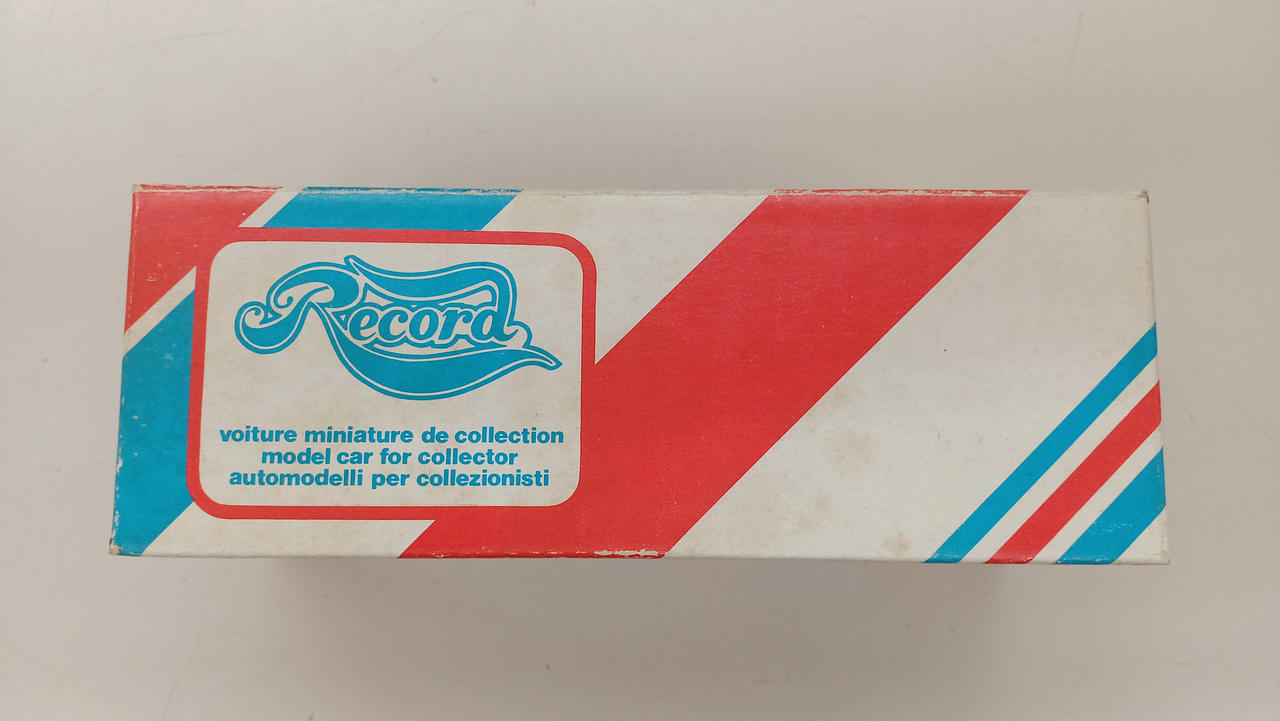 Record
voiture miniature de collection
model car for collector
automodelli per collezionisti